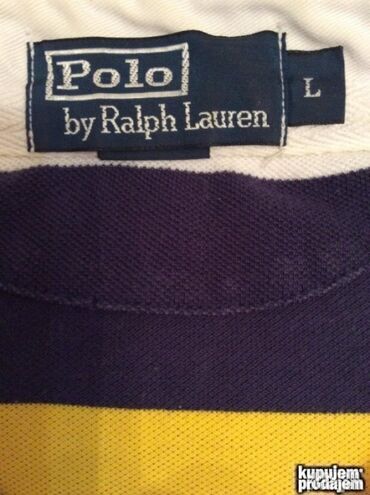 Polo
by Ralph Lauren
L
kupujem
prodajem